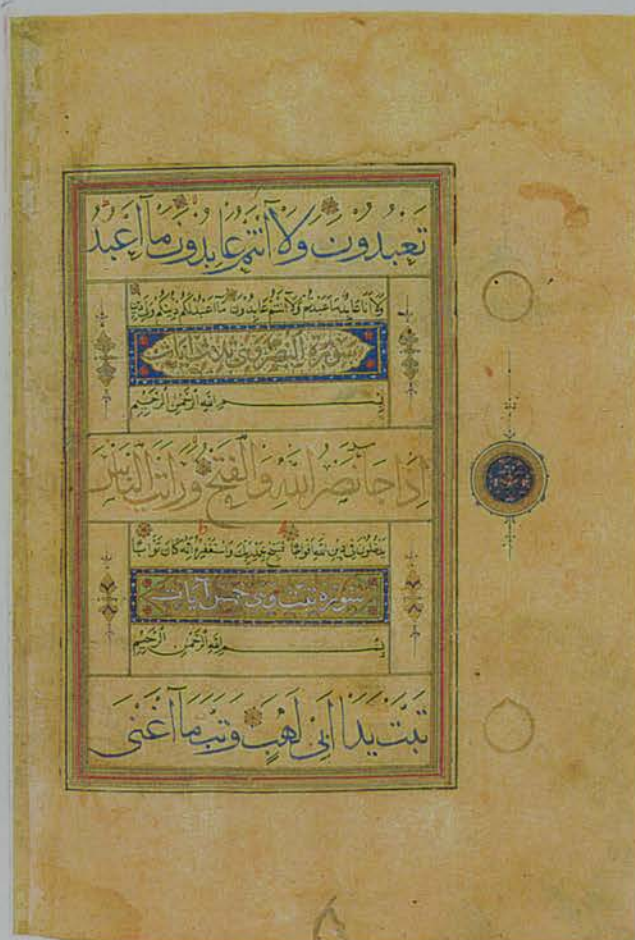 تعبدون ولا أنتم عابدون ما أعبد
ولا أنا عابد ما عبدتم ولا أنتم عابدون ما أعبد لكم دينكم ولي دين
سورة النصر وهي ثلاث آيات
بسم الله الرحمن الرحيم
إذا جا نصر الله والفتح ورأيت الناس
يدخلون في دين الله أفواجا فسبح بحمد ربك واستغفره إنه كان توابا
سورة تبت وهي خمس آيات
بسم الله الرحمن الرحيم
تبت يدا أبي لهب وتب ما أغنى